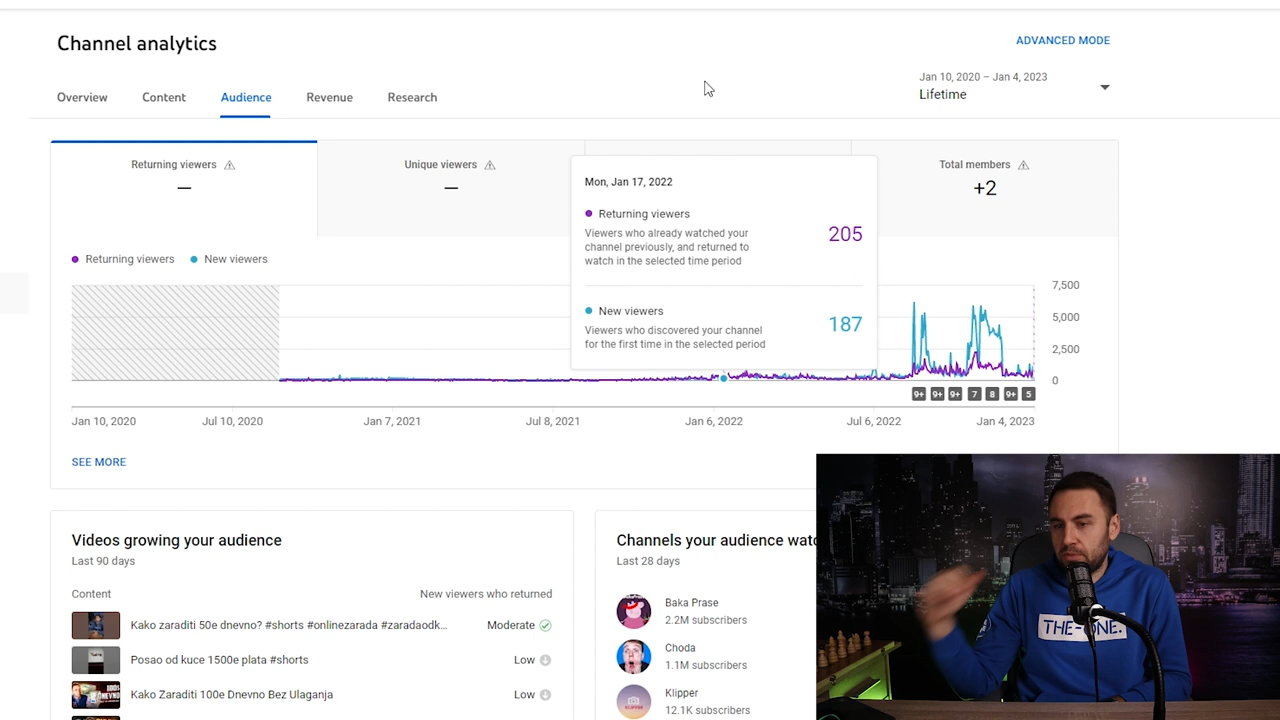 Channel analytics
ADVANCED MODE
Jan 10, 2020 – Jan 4, 2023
Lifetime
Overview
Content
Audience
Revenue
Research
Returning viewers
—
Unique viewers
—
Total members
+2
Mon, Jan 17, 2022
Returning viewers
Viewers who already watched your
channel previously, and returned to
watch in the selected time period
205
New viewers
Viewers who discovered your channel
for the first time in the selected period
187
Returning viewers
New viewers
7,500
5,000
2,500
0
9+ 9+ 9+ 7 8 9+ 5
Jan 10, 2020
Jul 10, 2020
Jan 7, 2021
Jul 8, 2021
Jan 6, 2022
Jul 6, 2022
Jan 4, 2023
SEE MORE
Videos growing your audience
Last 90 days
Content
New viewers who returned
Kako zaraditi 50e dnevno? #shorts #onlinezarada #zaradaodk...
Moderate
Posao od kuce 1500e plata #shorts
Low
Kako Zaraditi 100e Dnevno Bez Ulaganja
Low
Channels your audience
Last 28 days
Baka Prase
2.2M subscribers
Choda
1.1M subscribers
Klipper
12.1K subscribers
THE-ONE.